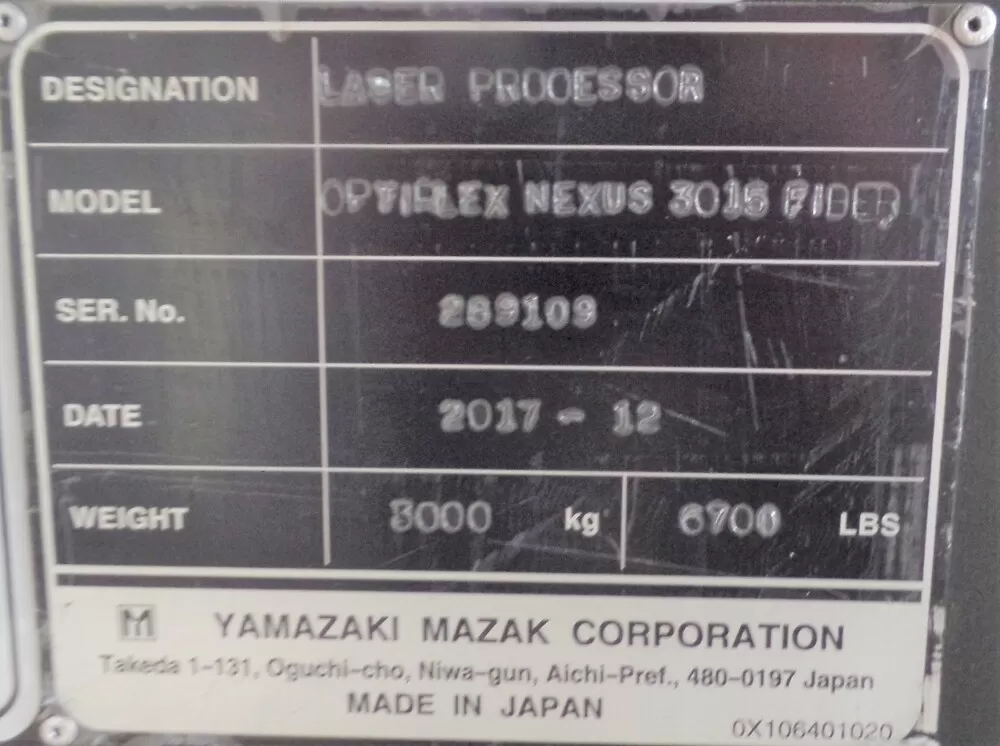 DESIGNATION LASER PROCESSOR
MODEL OPTIPLEX NEXUS 3015 FIBER
SER. No. 289109
DATE 2017 - 12
WEIGHT 3000 kg 6700 LBS
M YAMAZAKI MAZAK CORPORATION
Takeda 1-131, Oguchi-cho, Niwa-gun, Aichi-Pref., 480-0197 Japan
MADE IN JAPAN
0X106401020